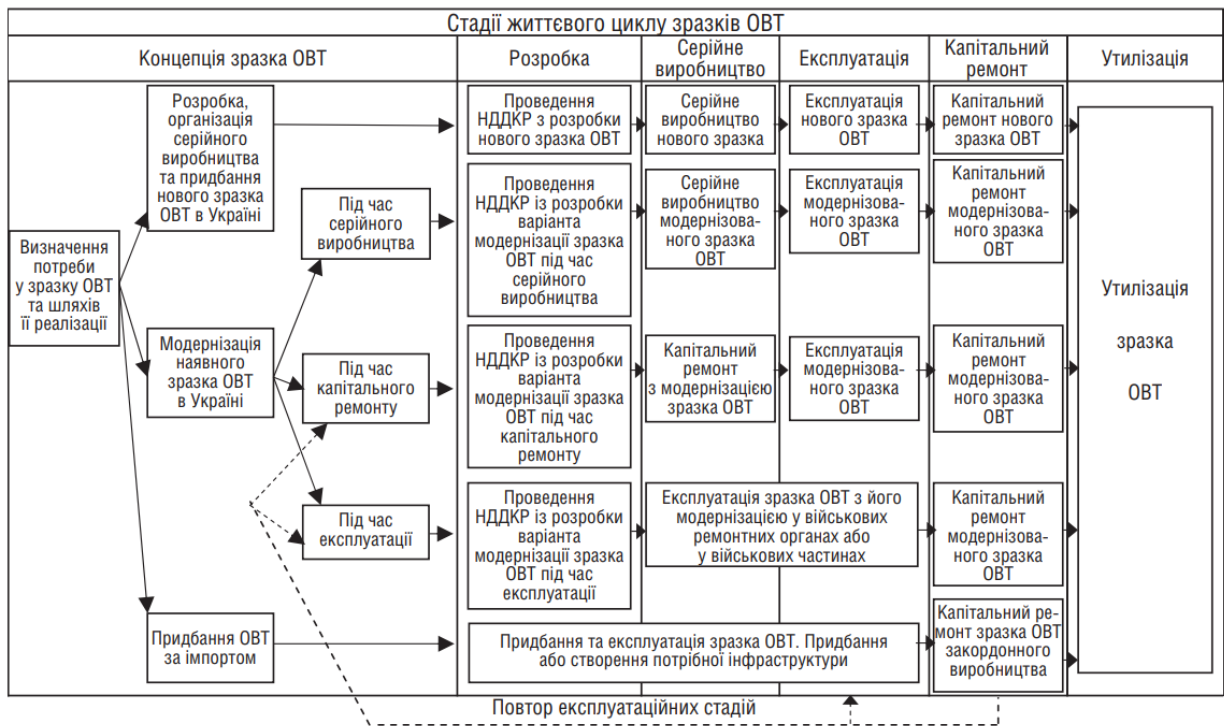 Стадії життєвого циклу зразків ОВТ
Концепція зразка ОВТ
Розробка
Серійне
виробництво
Експлуатація
Капітальний
ремонт
Утилізація
Визначення
потреби
у зразку ОВТ
та шляхів
її реалізації
Розробка,
організація
серійного
виробництва
та придбання
нового зразка
ОВТ в Україні
Проведення
НДДКР з розробки
нового зразка ОВТ
Серійне
виробництво
нового зразка
Експлуатація
нового зразка
ОВТ
Капітальний
ремонт нового
зразка ОВТ
Модернізація
наявного
зразка ОВТ
в Україні
Під час
серійного
виробництва
Проведення
НДДКР із розробки
варіанта
модернізації зразка
ОВТ під час
серійного
виробництва
Серійне
виробництво
модернізова-
ного зразка
ОВТ
Експлуатація
модернізова-
ного зразка
ОВТ
Капітальний
ремонт
модернізова-
ного зразка
ОВТ
Під час
капітального
ремонту
Проведення
НДДКР із розробки
варіанта
модернізації зразка
ОВТ під час
капітального
ремонту
Капітальний
ремонт
з модернізацією
зразка ОВТ
Експлуатація
модернізова-
ного зразка
ОВТ
Капітальний
ремонт
модернізова-
ного зразка
ОВТ
Під час
експлуатації
Проведення
НДДКР із розробки
варіанта
модернізації зразка
ОВТ під час
експлуатації
Експлуатація зразка ОВТ з його
модернізацією у військових
ремонтних органах або
у військових частинах
Капітальний
ремонт
модернізова-
ного зразка
ОВТ
Придбання ОВТ
за імпортом
Придбання та експлуатація зразка ОВТ. Придбання
або створення потрібної інфраструктури
Капітальний ре-
монт зразка ОВТ
закордонного
виробництва
Утилізація
зразка
ОВТ
Повтор експлуатаційних стадій